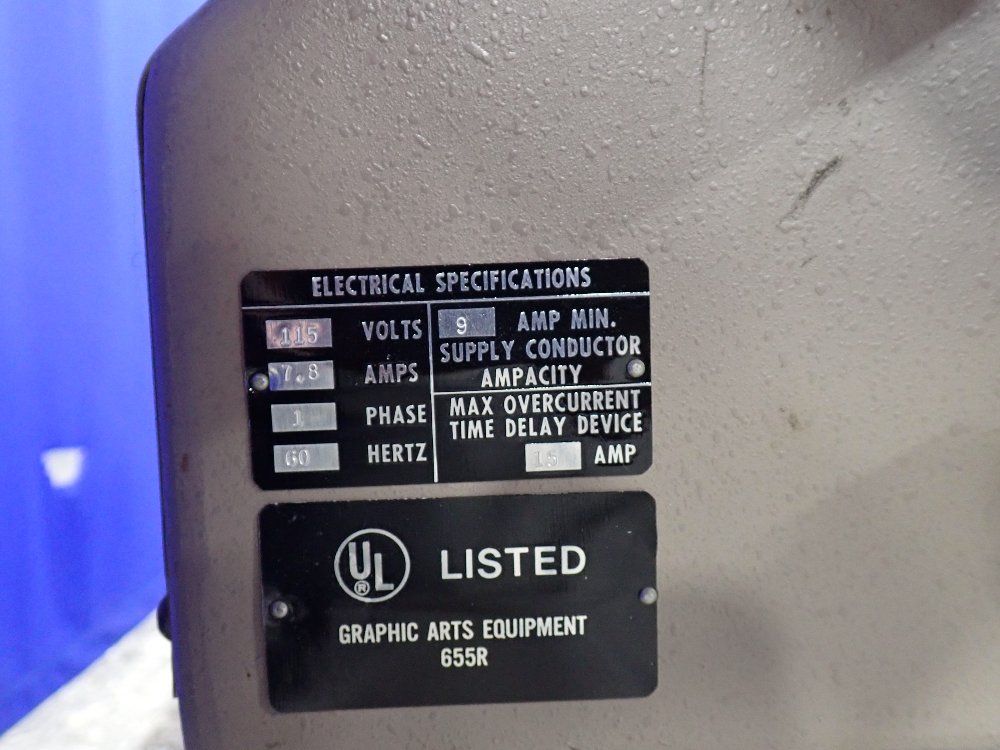 ELECTRICAL SPECIFICATIONS
115 VOLTS
7.8 AMPS
1 PHASE
60 HERTZ
9 AMP MIN.
SUPPLY CONDUCTOR
AMPACITY
MAX OVERCURRENT
TIME DELAY DEVICE
15 AMP
UL® LISTED
GRAPHIC ARTS EQUIPMENT
655R